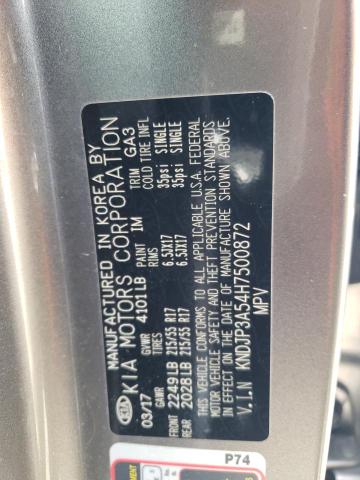 MANUFACTURED IN KOREA BY
KIA MOTORS CORPORATION
KIA
03/17 GVWR 4101LB PAINT IM TRIM GA3
GAWR RIMS COLD TIRE INFL
FRONT 2249LB 215/55 R17 6.5JX17 35psi SINGLE
REAR 2028LB 215/55 R17 6.5JX17 35psi SINGLE
THIS VEHICLE CONFORMS TO ALL APPLICABLE U.S.A. FEDERAL
MOTOR VEHICLE SAFETY AND THEFT PREVENTION STANDARDS
IN EFFECT ON THE DATE OF MANUFACTURE SHOWN ABOVE.
V.I.N KNDJP3A54H7500872
MPV
P74